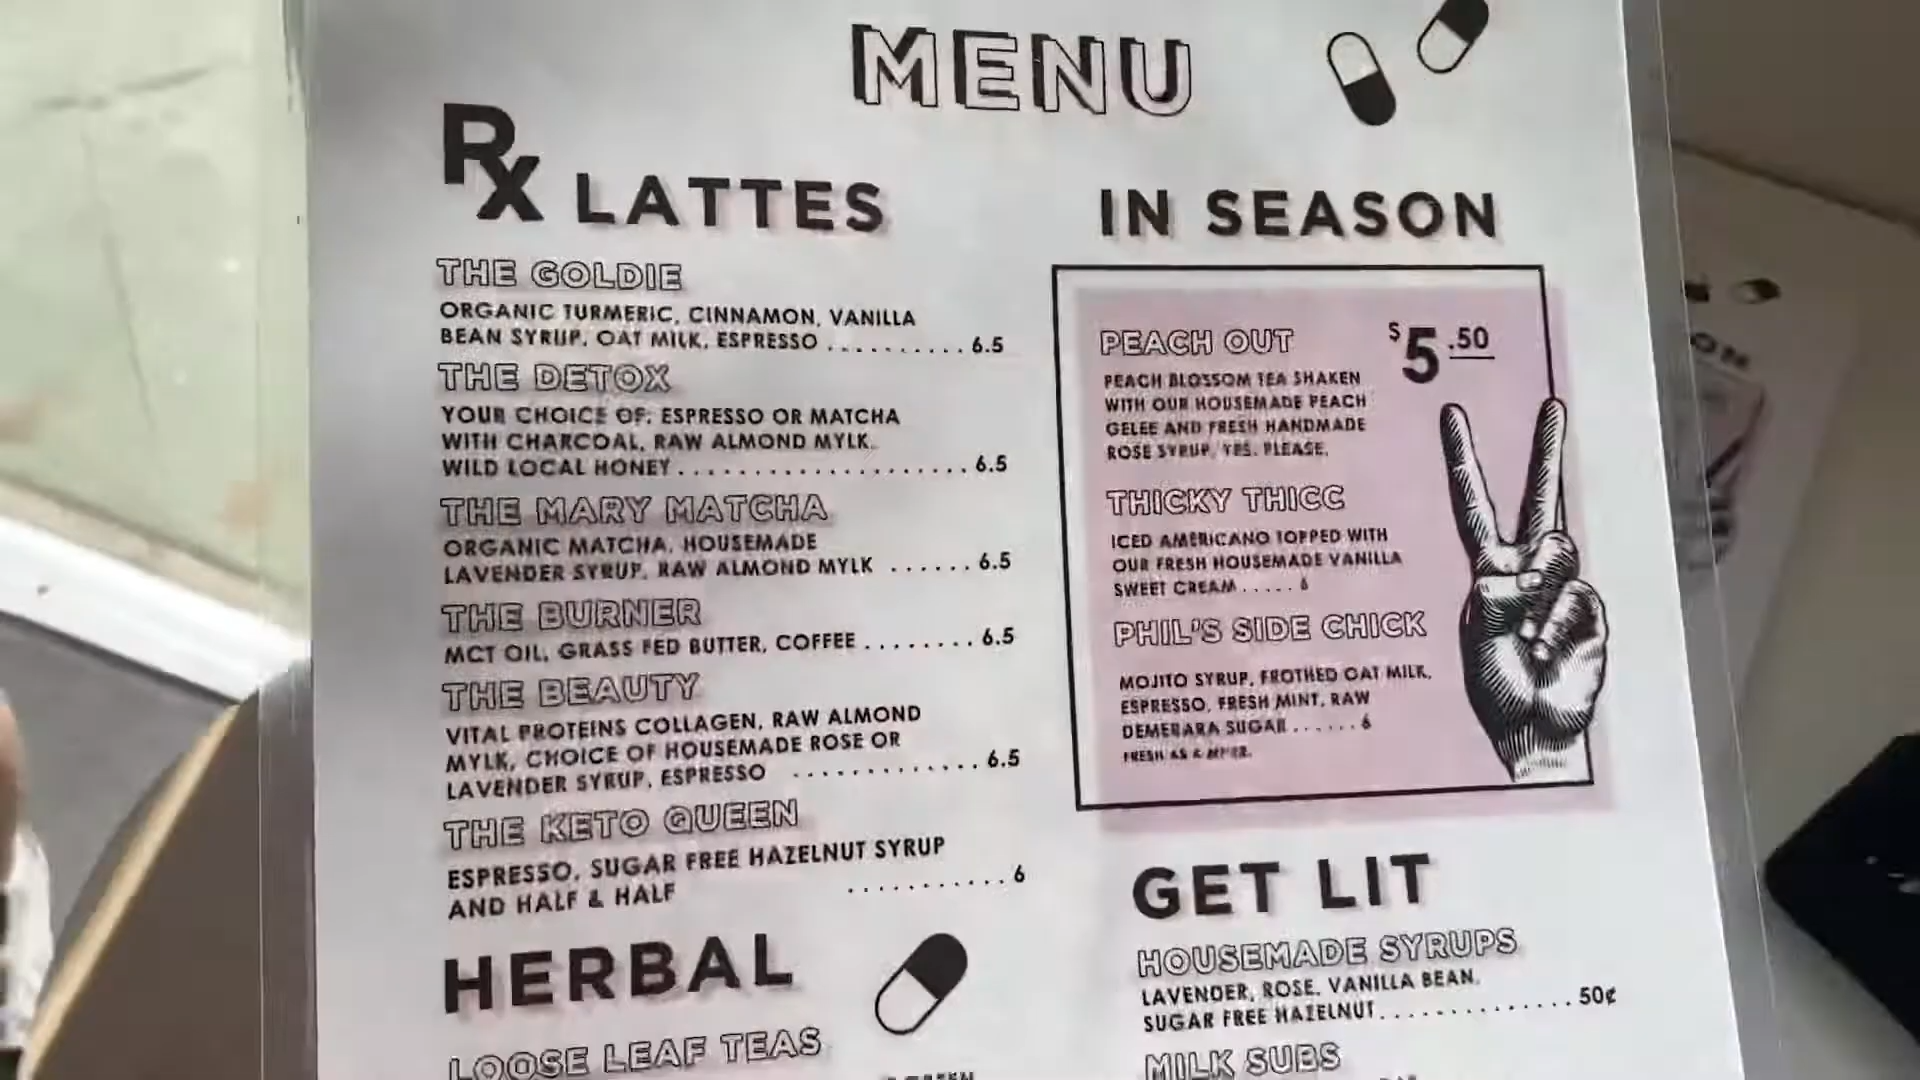 MENU
Rx LATTES
THE GOLDIE
ORGANIC TURMERIC, CINNAMON, VANILLA
BEAN SYRUP, OAT MILK, ESPRESSO .......... 6.5
THE DETOX
YOUR CHOICE OF: ESPRESSO OR MATCHA
WITH CHARCOAL, RAW ALMOND MYLK,
WILD LOCAL HONEY .................... 6.5
THE MARY MATCHA
ORGANIC MATCHA, HOUSEMADE
LAVENDER SYRUP, RAW ALMOND MYLK ...... 6.5
THE BURNER
MCT OIL, GRASS FED BUTTER, COFFEE ........ 6.5
THE BEAUTY
VITAL PROTEINS COLLAGEN, RAW ALMOND
MYLK, CHOICE OF HOUSEMADE ROSE OR
LAVENDER SYRUP, ESPRESSO ............. 6.5
THE KETO QUEEN
ESPRESSO, SUGAR FREE HAZELNUT SYRUP
AND HALF & HALF ........... 6
HERBAL
LOOSE LEAF TEAS
IN SEASON
PEACH OUT $5.50
PEACH BLOSSOM TEA SHAKEN
WITH OUR HOUSEMADE PEACH
GELEE AND FRESH HANDMADE
ROSE SYRUP. YES. PLEASE.
THICKY THICC
ICED AMERICANO TOPPED WITH
OUR FRESH HOUSEMADE VANILLA
SWEET CREAM ..... 6
PHIL'S SIDE CHICK
MOJITO SYRUP, FROTHED OAT MILK,
ESPRESSO, FRESH MINT, RAW
DEMERARA SUGAR ...... 6
FRESH AS
GET LIT
HOUSEMADE SYRUPS
LAVENDER, ROSE, VANILLA BEAN,
SUGAR FREE HAZELNUT ............... 50¢
MILK SUBS